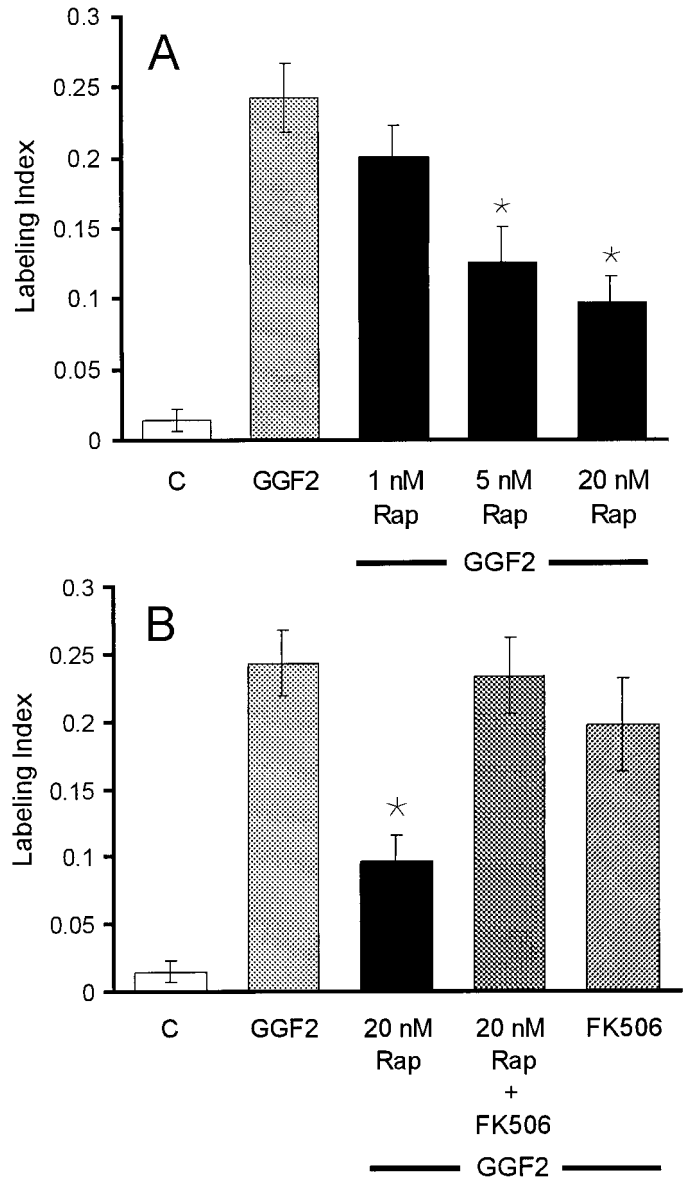 A
Labeling Index
0.3
0.25
0.2
0.15
0.1
0.05
0
*
*
C GGF2 1 nM 5 nM 20 nM
Rap Rap Rap
GGF2
B
Labeling Index
0.3
0.25
0.2
0.15
0.1
0.05
0
*
C GGF2 20 nM 20 nM FK506
Rap Rap
+
FK506
GGF2